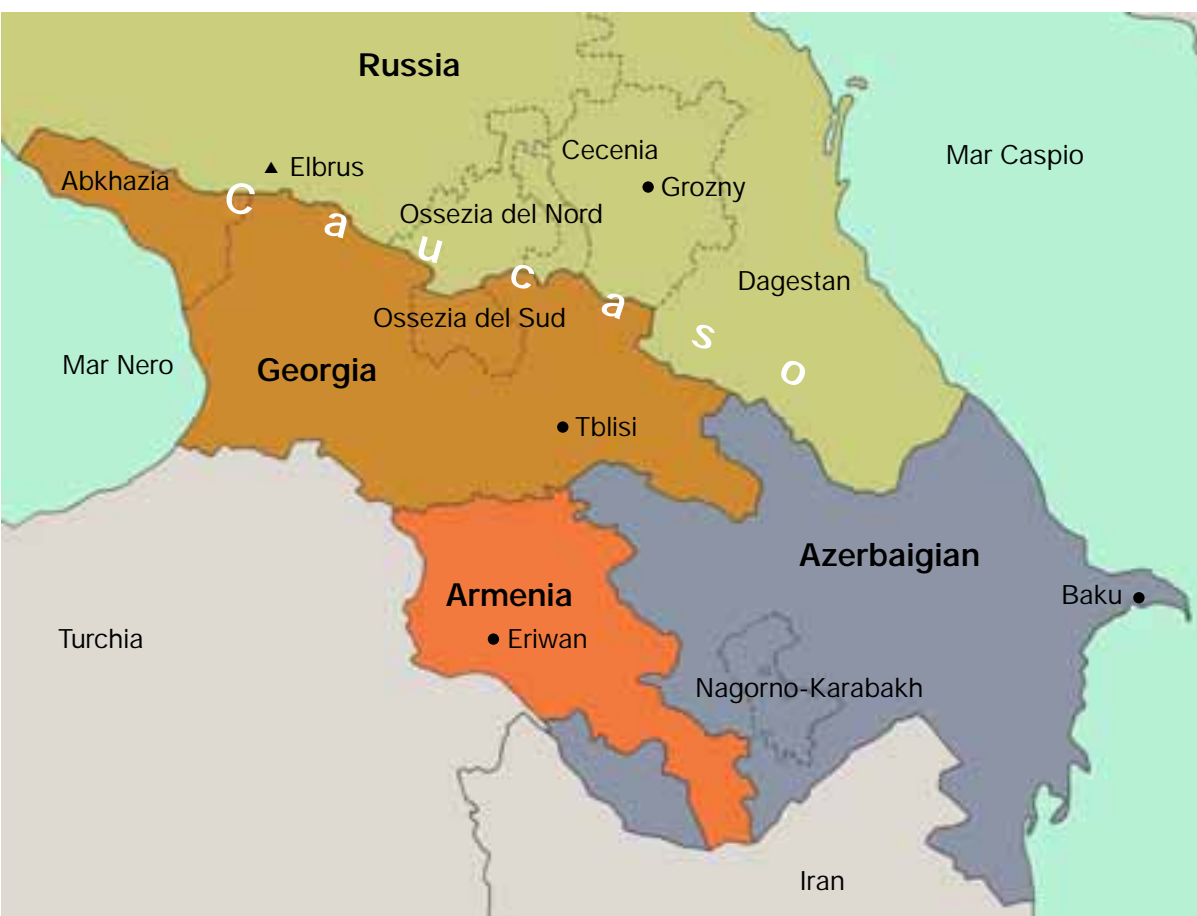 Russia
Cecenia
Mar Caspio
Elbrus
Abkhazia
Grozny
Caucaso
Ossezia del Nord
Dagestan
Ossezia del Sud
Mar Nero
Georgia
Tblisi
Azerbaigian
Armenia
Baku
Turchia
Eriwan
Nagorno-Karabakh
Iran